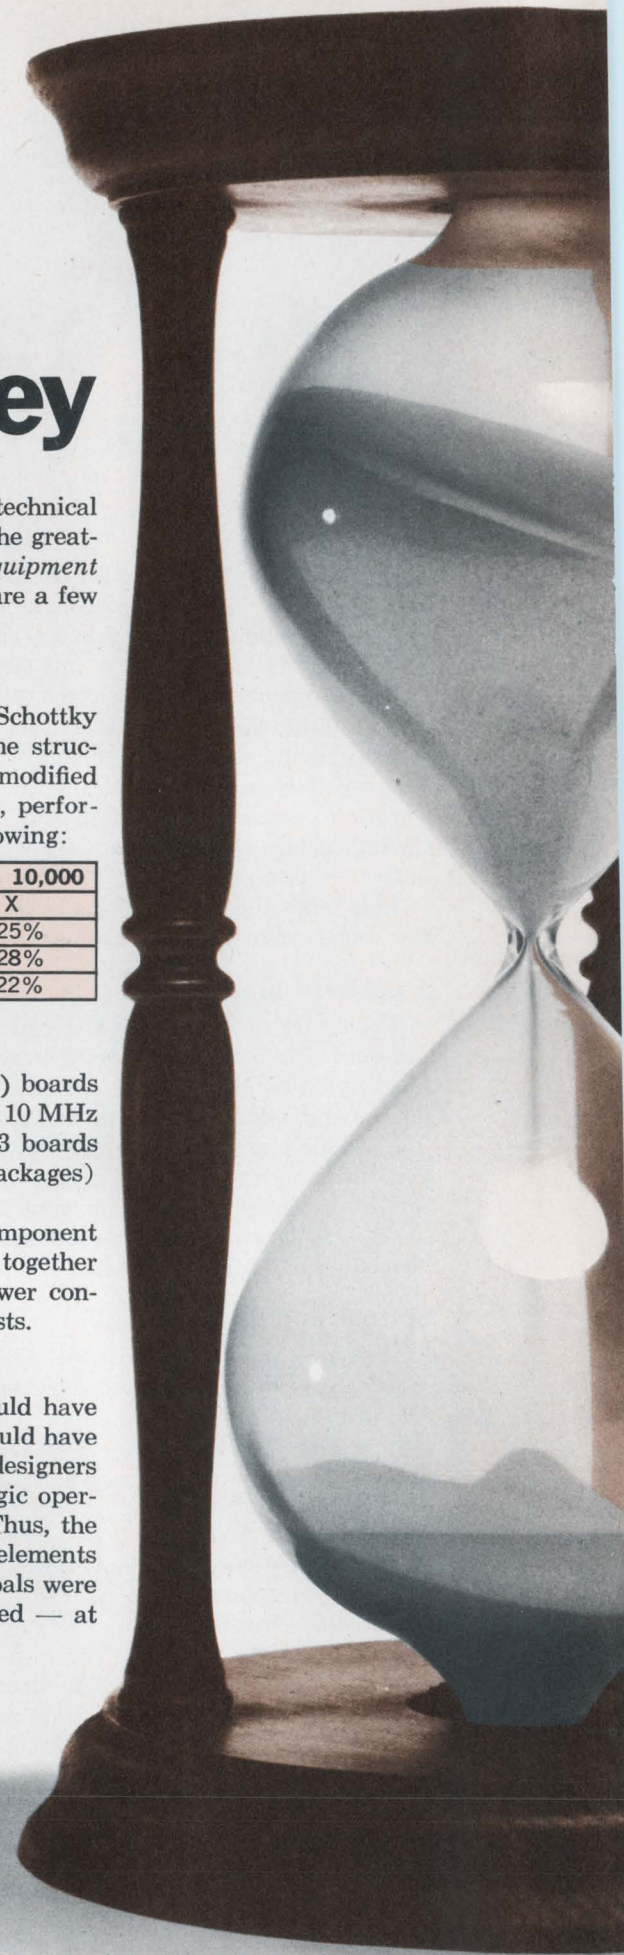 ey
technical
he great-
uipment
are a few
Schottky
he struc-
modified
, perfor-
owing:
10,000
X
25%
28%
22%
) boards
10 MHz
3 boards
ackages)
mponent
together
wer con-
sts.
uld have
uld have
designers
gic oper-
Thus, the
elements
oals were
ed — at